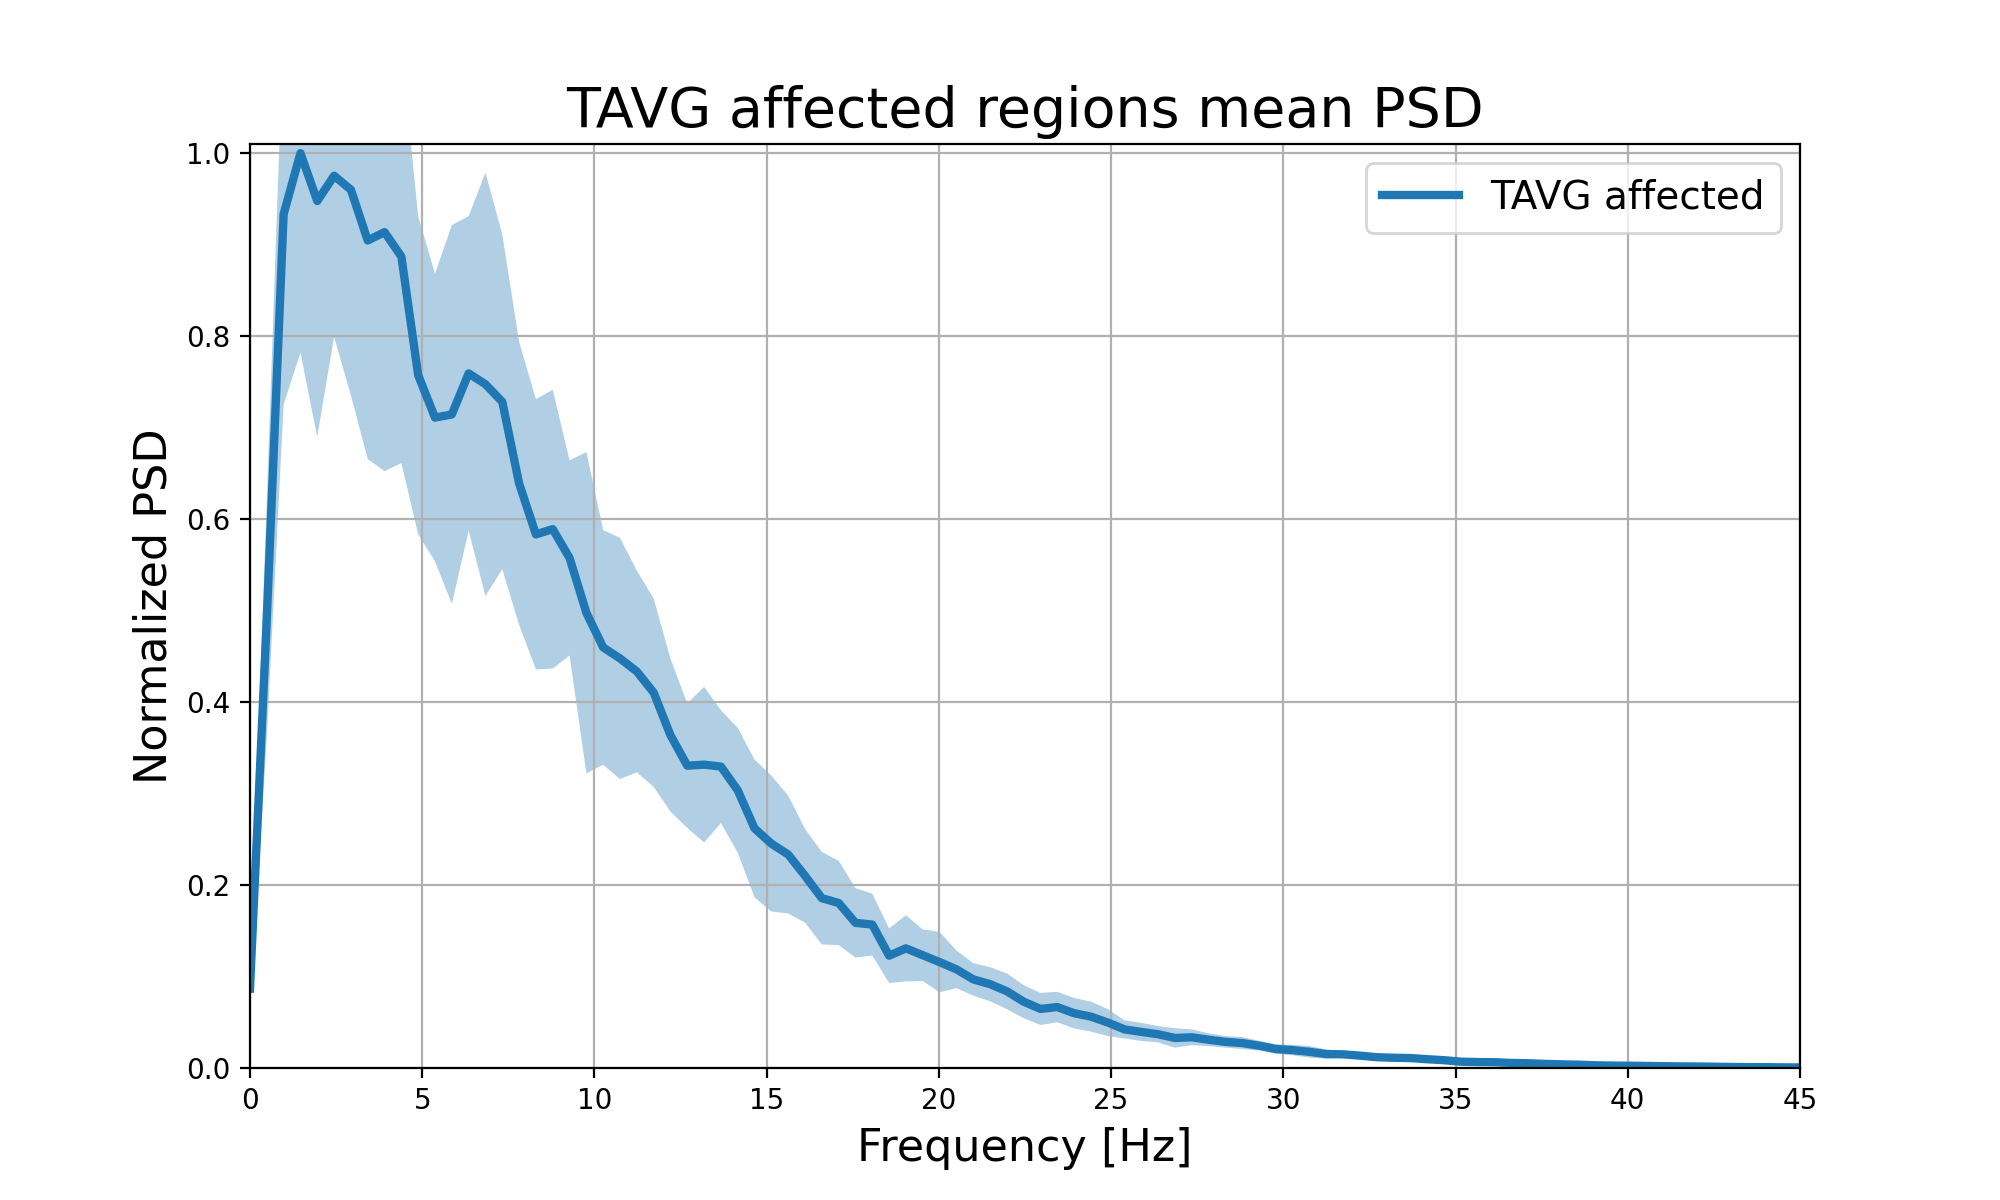 TAVG affected regions mean PSD
TAVG affected
Normalized PSD
1.0
0.8
0.6
0.4
0.2
0.0
0 5 10 15 20 25 30 35 40 45
Frequency [Hz]